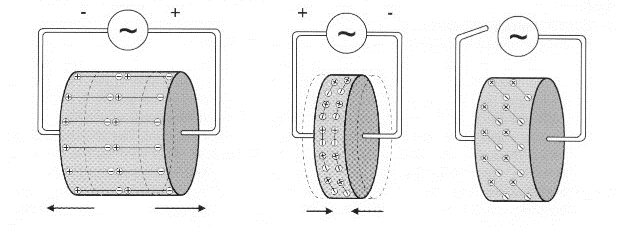 - ~ +
+ ~ -
~